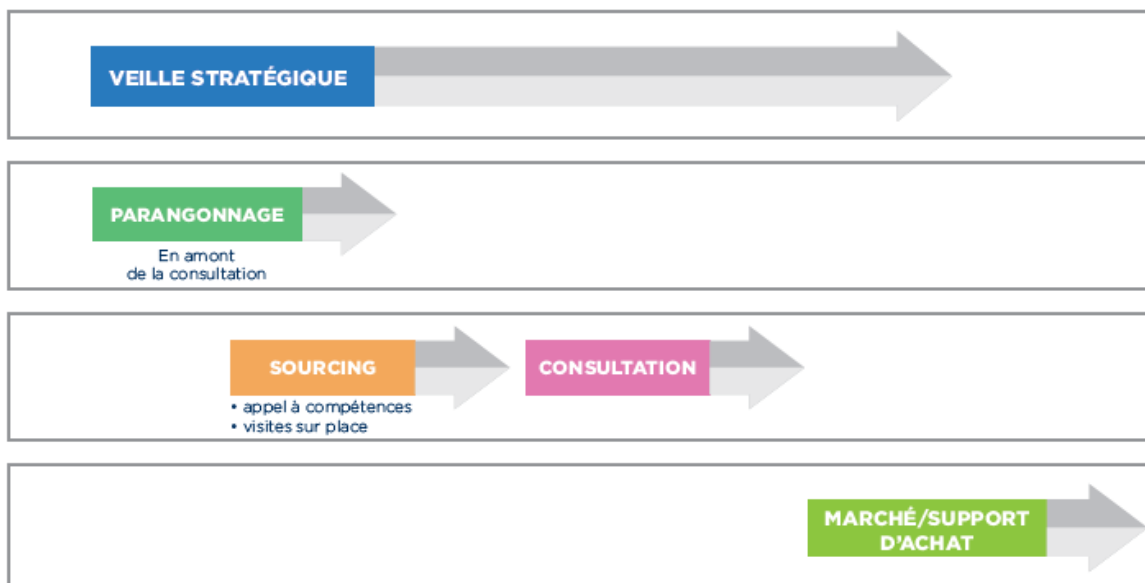 VEILLE STRATÉGIQUE
PARANGONNAGE
En amont
de la consultation
SOURCING
• appel à compétences
• visites sur place
CONSULTATION
MARCHÉ/SUPPORT
D'ACHAT